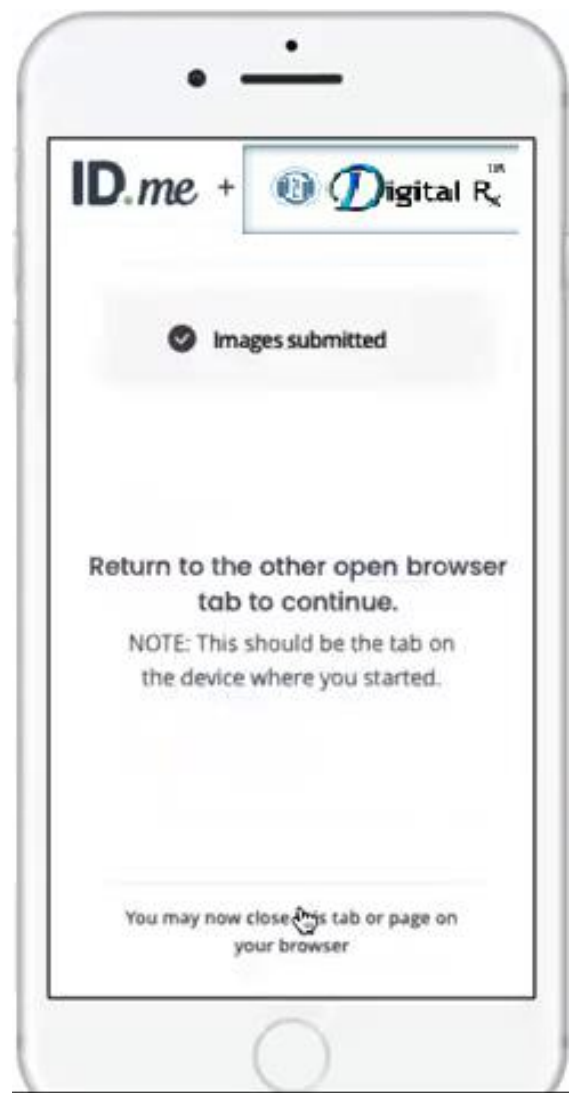 ID.me + Digital Rx
Images submitted
Return to the other open browser
tab to continue.
NOTE: This should be the tab on
the device where you started.
You may now close this tab or page on
your browser